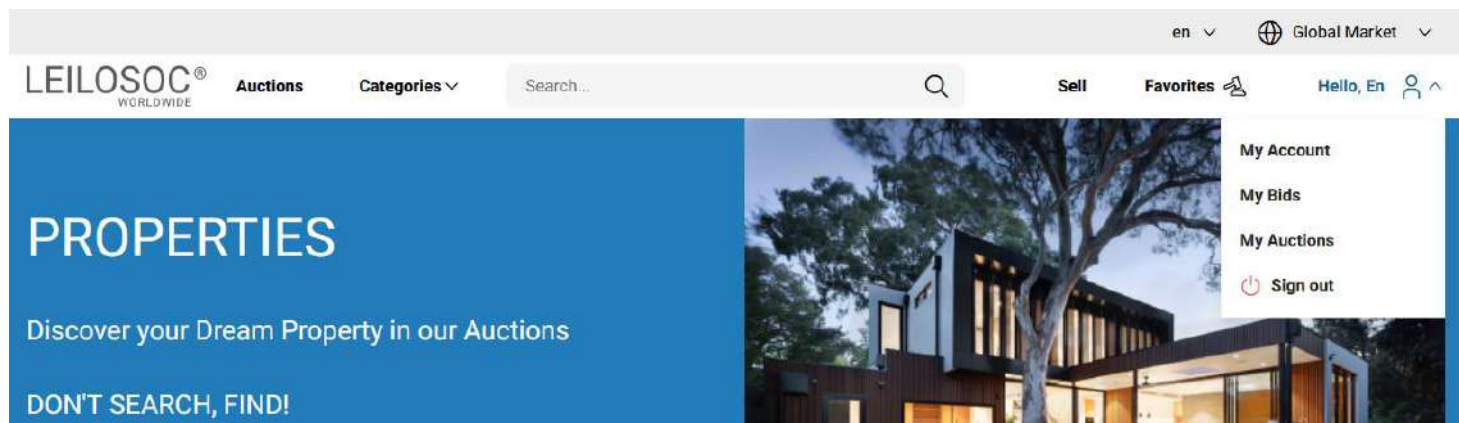 en Global Market
LEILOSOC® Auctions Categories Search... Sell Favorites Hello, En
WORLDWIDE
My Account
My Bids
My Auctions
Sign out
PROPERTIES
Discover your Dream Property in our Auctions
DON'T SEARCH, FIND!